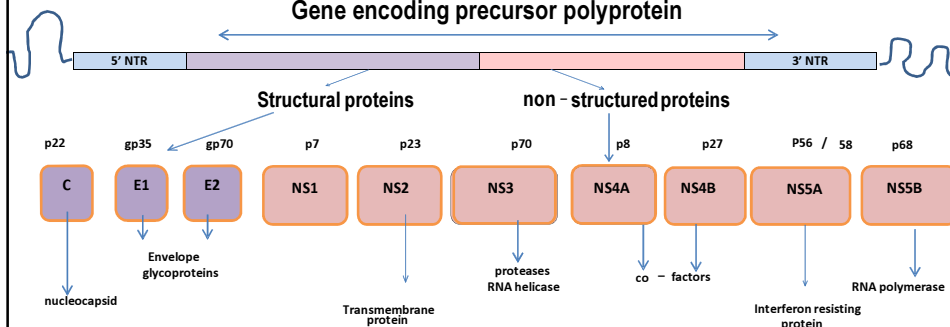 Gene encoding precursor polyprotein
5’ NTR
3’ NTR
Structural proteins
non – structured proteins
p22 gp35 gp70 p7 p23 p70 p8 p27 P56 / 58 p68
C E1 E2 NS1 NS2 NS3 NS4A NS4B NS5A NS5B
Envelope
glycoproteins
nucleocapsid
Transmembrane
protein
proteases
RNA helicase
co – factors
Interferon resisting
protein
RNA polymerase